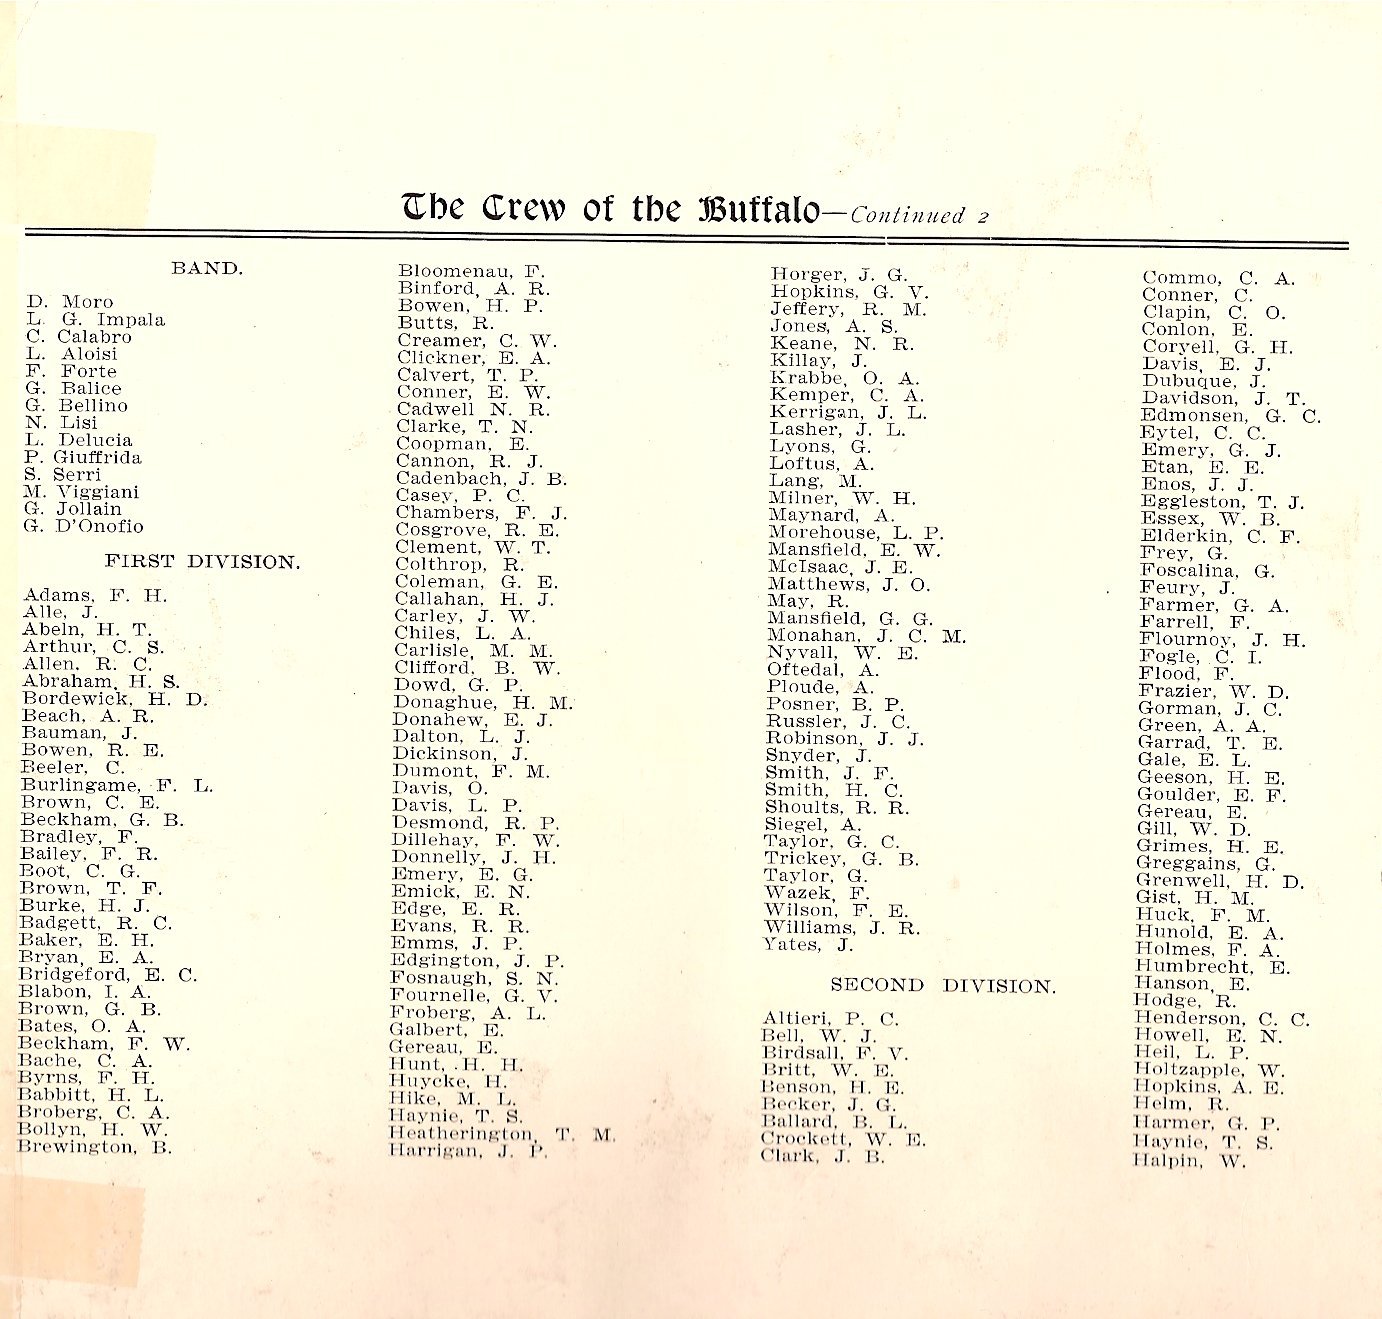 The Crew of the Buffalo—Continued 2
BAND.
D. Moro
L. G. Impala
C. Calabro
L. Aloisi
F. Forte
G. Balice
G. Bellino
N. Lisi
L. Delucia
P. Giuffrida
S. Serri
M. Viggiani
G. Jollain
G. D'Onofio
FIRST DIVISION.
Adams, F. H.
Alle, J.
Abeln, H. T.
Arthur, C. S.
Allen, R. C.
Abraham, H. S.
Bordewick, H. D.
Beach, A. R.
Bauman, J.
Bowen, R. E.
Beeler, C.
Burlingame, F. L.
Brown, C. E.
Beckham, G. B.
Bradley, F.
Bailey, F. R.
Boot, C. G.
Brown, T. F.
Burke, H. J.
Badgett, R. C.
Baker, E. H.
Bryan, E. A.
Bridgeford, E. C.
Blabon, I. A.
Brown, G. B.
Bates, O. A.
Beckham, F. W.
Bache, C. A.
Byrns, F. H.
Babbitt, H. L.
Broberg, C. A.
Bollyn, H. W.
Brewington, B.
Bloomenau, F.
Binford, A. R.
Bowen, H. P.
Butts, R.
Creamer, C. W.
Clickner, E. A.
Calvert, T. P.
Conner, E. W.
Cadwell N. R.
Clarke, T. N.
Coopman, E.
Cannon, R. J.
Cadenbach, J. B.
Casey, P. C.
Chambers, F. J.
Cosgrove, R. E.
Clement, W. T.
Colthrop, R.
Coleman, G. E.
Callahan, H. J.
Carley, J. W.
Chiles, L. A.
Carlisle, M. M.
Clifford, B. W.
Dowd, G. P.
Donaghue, H. M.
Donahew, E. J.
Dalton, L. J.
Dickinson, J.
Dumont, F. M.
Davis, O.
Davis, L. P.
Desmond, R. P.
Dillehay, F. W.
Donnelly, J. H.
Emery, E. G.
Emick, E. N.
Edge, E. R.
Evans, R. R.
Emms, J. P.
Edgington, J. P.
Fosnaugh, S. N.
Fournelle, G. V.
Froberg, A. L.
Galbert, E.
Gereau, E.
Hunt, H. H.
Huycke, H.
Hike, M. L.
Haynie, T. S.
Heatherington, T. M.
Harrigan, J. P.
Horger, J. G.
Hopkins, G. V.
Jeffery, R. M.
Jones, A. S.
Keane, N. R.
Killay, J.
Krabbe, O. A.
Kemper, C. A.
Kerrigan, J. L.
Lasher, J. L.
Lyons, G.
Loftus, A.
Lang, M.
Milner, W. H.
Maynard, A.
Morehouse, L. P.
Mansfield, E. W.
McIsaac, J. E.
Matthews, J. O.
May, R.
Mansfield, G. G.
Monahan, J. C. M.
Nyvall, W. E.
Oftedal, A.
Ploude, A.
Posner, B. P.
Russler, J. C.
Robinson, J. J.
Snyder, J.
Smith, J. F.
Smith, H. C.
Shoults, R. R.
Siegel, A.
Taylor, G. C.
Trickey, G. B.
Taylor, G.
Wazek, F.
Wilson, F. E.
Williams, J. R.
Yates, J.
SECOND DIVISION.
Altieri, P. C.
Bell, W. J.
Birdsall, F. V.
Britt, W. E.
Benson, H. E.
Becker, J. G.
Ballard, B. L.
Crockett, W. E.
Clark, J. B.
Commo, C. A.
Conner, C.
Clapin, C. O.
Conlon, E.
Coryell, G. H.
Davis, E. J.
Dubuque, J.
Davidson, J. T.
Edmonsen, G. C.
Eytel, C. C.
Emery, G. J.
Etan, E. E.
Enos, J. J.
Eggleston, T. J.
Essex, W. B.
Elderkin, C. F.
Frey, G.
Foscalina, G.
Feury, J.
Farmer, G. A.
Farrell, F.
Flournoy, J. H.
Fogle, C. I.
Flood, F.
Frazier, W. D.
Gorman, J. C.
Green, A. A.
Garrad, T. E.
Gale, E. L.
Geeson, H. E.
Goulder, E. F.
Gereau, E.
Gill, W. D.
Grimes, H. E.
Greggains, G.
Grenwell, H. D.
Gist, H. M.
Huck, F. M.
Hunold, E. A.
Holmes, F. A.
Humbrecht, E.
Hanson, E.
Hodge, R.
Henderson, C. C.
Howell, E. N.
Heil, L. P.
Holtzapple, W.
Hopkins, A. E.
Helm, R.
Harmer, G. P.
Haynie, T. S.
Halpin, W.